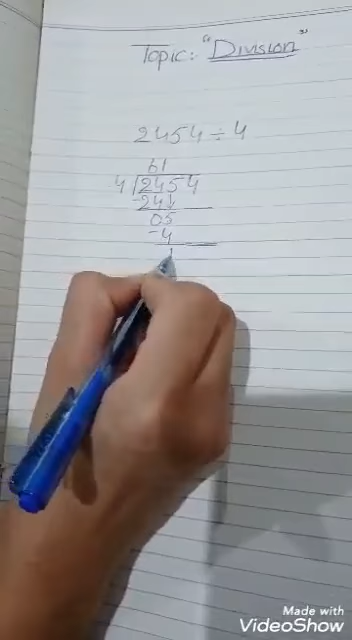 Topic: "Division"
2454 ÷ 4
61
4 2454
-24↓
05
-4
1
Made with
VideoShow